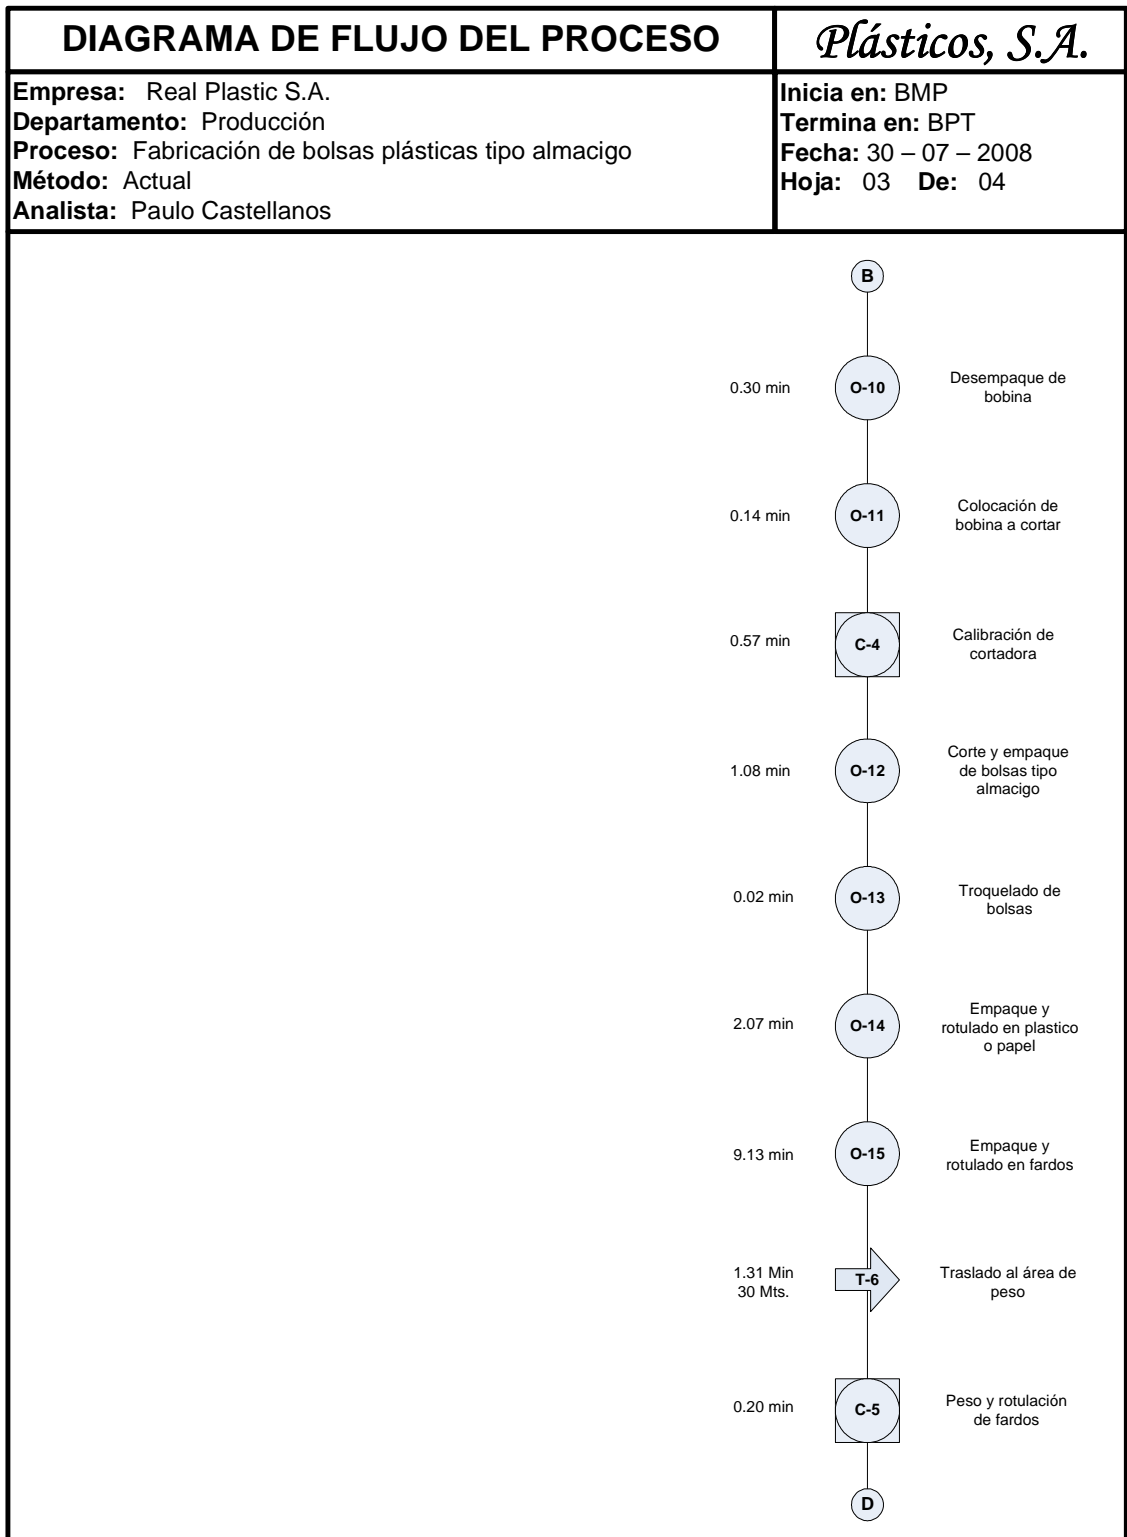 DIAGRAMA DE FLUJO DEL PROCESO
Plásticos, S.A.
Empresa: Real Plastic S.A.
Departamento: Producción
Proceso: Fabricación de bolsas plásticas tipo almacigo
Método: Actual
Analista: Paulo Castellanos
Inicia en: BMP
Termina en: BPT
Fecha: 30 – 07 – 2008
Hoja: 03 De: 04
B
0.30 min
O-10
Desempaque de
bobina
0.14 min
O-11
Colocación de
bobina a cortar
0.57 min
C-4
Calibración de
cortadora
1.08 min
O-12
Corte y empaque
de bolsas tipo
almacigo
0.02 min
O-13
Troquelado de
bolsas
2.07 min
O-14
Empaque y
rotulado en plastico
o papel
9.13 min
O-15
Empaque y
rotulado en fardos
1.31 Min
30 Mts.
T-6
Traslado al área de
peso
0.20 min
C-5
Peso y rotulación
de fardos
D